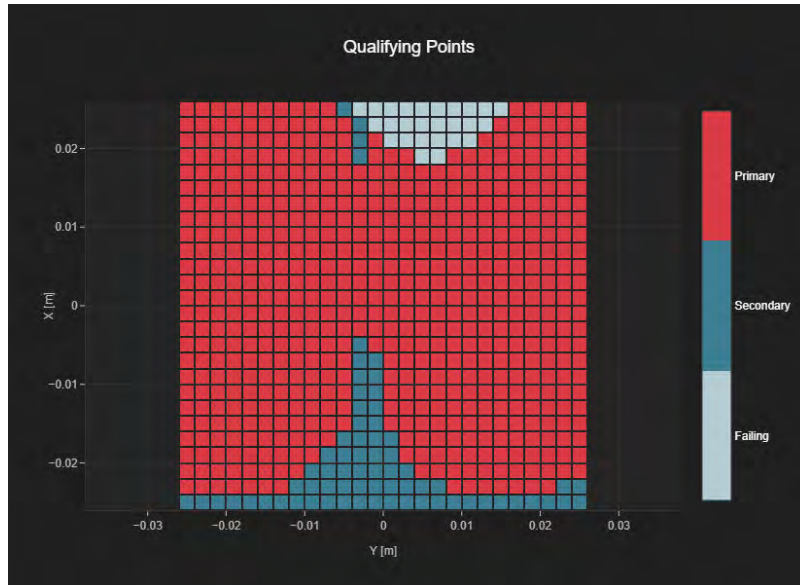 Qualifying Points
Primary
Secondary
Failing
X [m]
0.02
0.01
0
−0.01
−0.02
−0.03
−0.02
−0.01
0
0.01
0.02
0.03
Y [m]